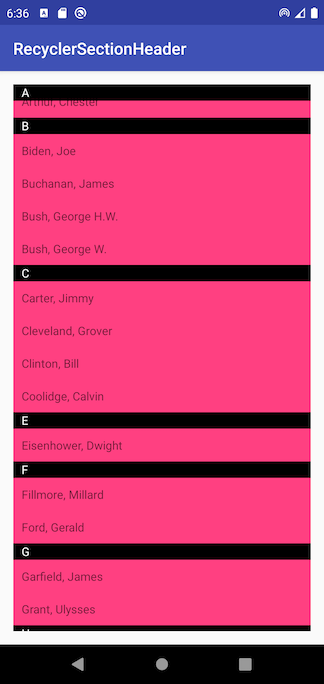 6:36
RecyclerSectionHeader
A
Arthur, Chester
B
Biden, Joe
Buchanan, James
Bush, George H.W.
Bush, George W.
C
Carter, Jimmy
Cleveland, Grover
Clinton, Bill
Coolidge, Calvin
E
Eisenhower, Dwight
F
Fillmore, Millard
Ford, Gerald
G
Garfield, James
Grant, Ulysses